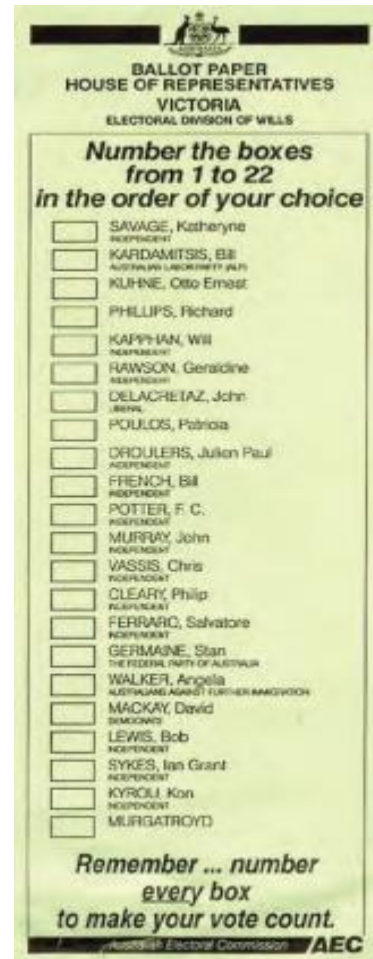 AUSTRALIA
BALLOT PAPER
HOUSE OF REPRESENTATIVES
VICTORIA
ELECTORAL DIVISION OF WILLS
Number the boxes
from 1 to 22
in the order of your choice
SAVAGE, Katheryne
INDEPENDENT
KARDAMITSIS, Bill
AUSTRALIAN LABOR PARTY (ALP)
KUHNE, Otto Ernest
PHILLIPS, Richard
KAPPHAN, Will
INDEPENDENT
RAWSON, Geraldine
INDEPENDENT
DELACRETAZ, John
LIBERAL
POULOS, Patricia
DROULERS, Julien Paul
INDEPENDENT
FRENCH, Bill
INDEPENDENT
POTTER, F. C.
INDEPENDENT
MURRAY, John
INDEPENDENT
VASSIS, Chris
INDEPENDENT
CLEARY, Philip
INDEPENDENT
FERRARO, Salvatore
INDEPENDENT
GERMAINE, Stan
THE FEDERAL PARTY OF AUSTRALIA
WALKER, Angela
AUSTRALIANS AGAINST FURTHER IMMIGRATION
MACKAY, David
DEMOCRATS
LEWIS, Bob
INDEPENDENT
SYKES, Ian Grant
INDEPENDENT
KYROU, Kon
INDEPENDENT
MURGATROYD
Remember ... number
every box
to make your vote count.
Australian Electoral Commission AEC